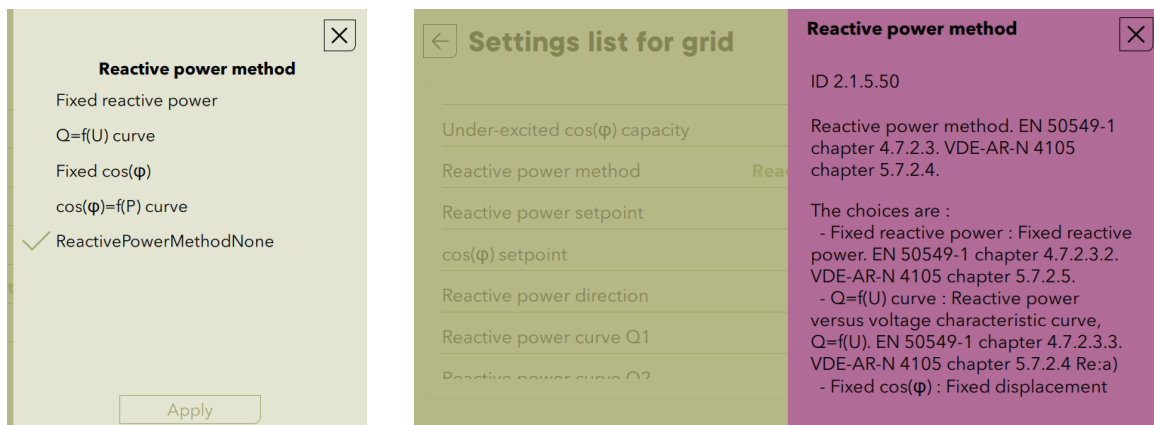 Reactive power method
Fixed reactive power
Q=f(U) curve
Fixed cos(φ)
cos(φ)=f(P) curve
ReactivePowerMethodNone
Apply
Settings list for grid
Under-excited cos(φ) capacity
Reactive power method
Reactive power setpoint
cos(φ) setpoint
Reactive power direction
Reactive power curve Q1
Reactive power curve Q2
Reactive power method
ID 2.1.5.50
Reactive power method. EN 50549-1
chapter 4.7.2.3. VDE-AR-N 4105
chapter 5.7.2.4.
The choices are :
- Fixed reactive power : Fixed reactive
power. EN 50549-1 chapter 4.7.2.3.2.
VDE-AR-N 4105 chapter 5.7.2.5.
- Q=f(U) curve : Reactive power
versus voltage characteristic curve,
Q=f(U). EN 50549-1 chapter 4.7.2.3.3.
VDE-AR-N 4105 chapter 5.7.2.4 Re:a)
- Fixed cos(φ) : Fixed displacement